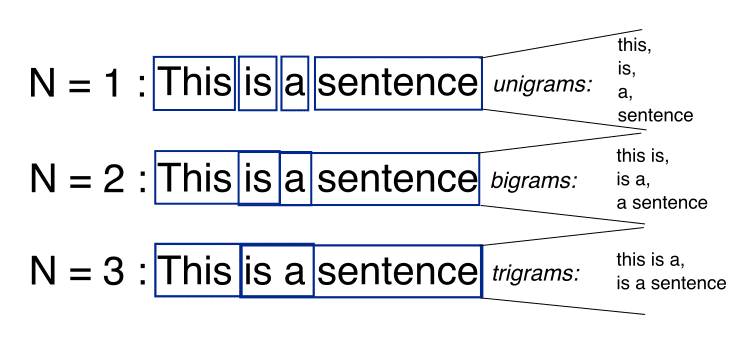 N = 1 : This is a sentence unigrams:
this,
is,
a,
sentence
N = 2 : This is a sentence bigrams:
this is,
is a,
a sentence
N = 3 : This is a sentence trigrams:
this is a,
is a sentence